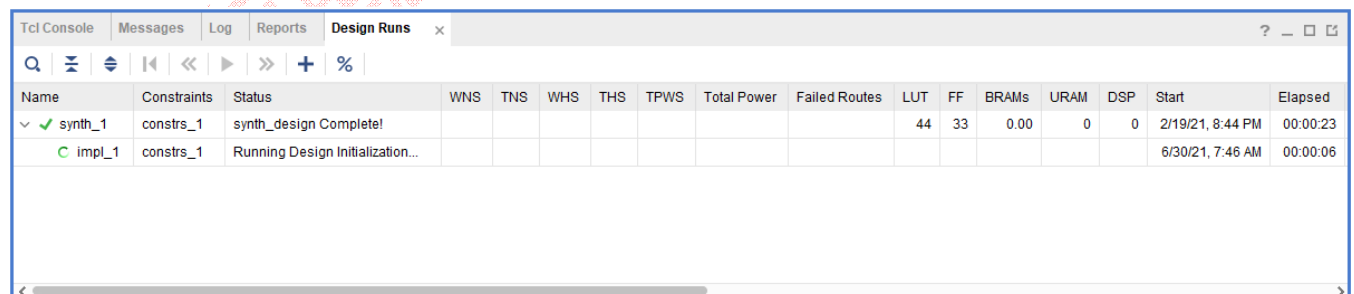 Tcl Console Messages Log Reports Design Runs × ? _
Name Constraints Status WNS TNS WHS THS TPWS Total Power Failed Routes LUT FF BRAMs URAM DSP Start Elapsed
synth_1 constrs_1 synth_design Complete! 44 33 0.00 0 0 2/19/21, 8:44 PM 00:00:23
impl_1 constrs_1 Running Design Initialization... 6/30/21, 7:46 AM 00:00:06